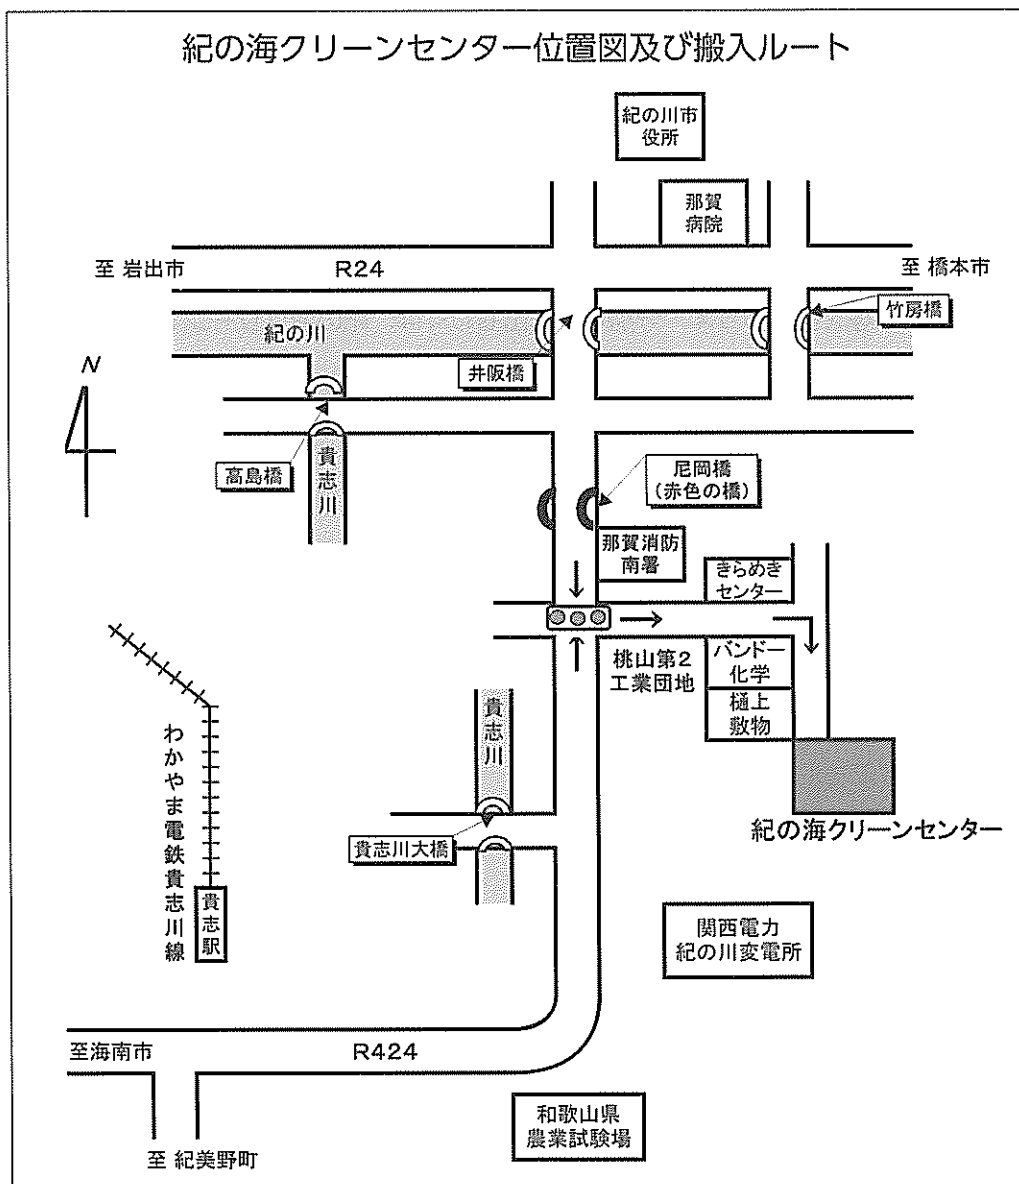 紀の海クリーンセンター位置図及び搬入ルート
紀の川市
役所
那賀
病院
至 岩出市
R24
至 橋本市
紀の川
竹房橋
井阪橋
N
高島橋
貴志川
尼岡橋
(赤色の橋)
那賀消防
南署
きらめき
センター
桃山第2
工業団地
バンドー
化学
樋上
敷物
貴志川
わかやま電鉄貴志川線
貴志川大橋
紀の海クリーンセンター
貴志駅
関西電力
紀の川変電所
至海南市
R424
和歌山県
農業試験場
至 紀美野町